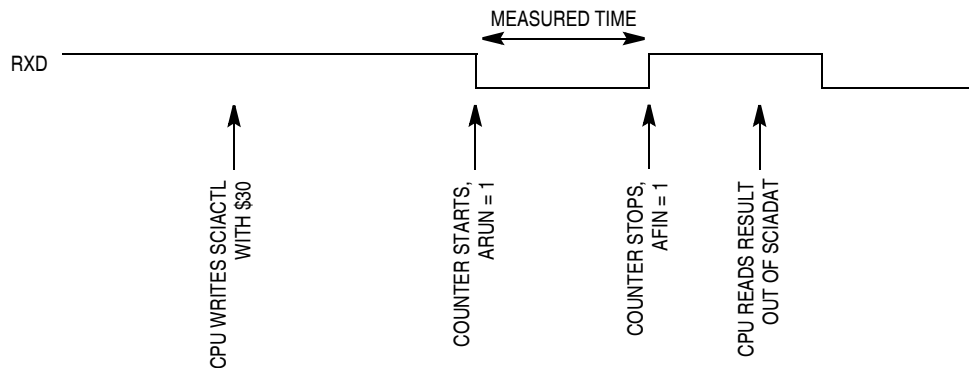 MEASURED TIME
RXD
CPU WRITES SCIACTL
WITH $30
COUNTER STARTS,
ARUN = 1
COUNTER STOPS,
AFIN = 1
CPU READS RESULT
OUT OF SCIADAT